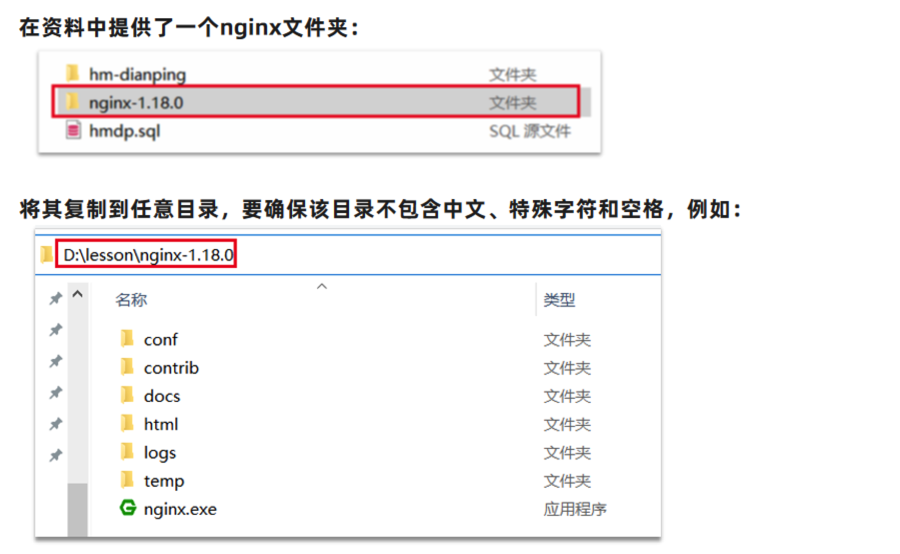 在资料中提供了一个nginx文件夹：
hm-dianping 文件夹
nginx-1.18.0 文件夹
hmdp.sql SQL 源文件
将其复制到任意目录，要确保该目录不包含中文、特殊字符和空格，例如：
D:\lesson\nginx-1.18.0
名称 类型
conf 文件夹
contrib 文件夹
docs 文件夹
html 文件夹
logs 文件夹
temp 文件夹
nginx.exe 应用程序